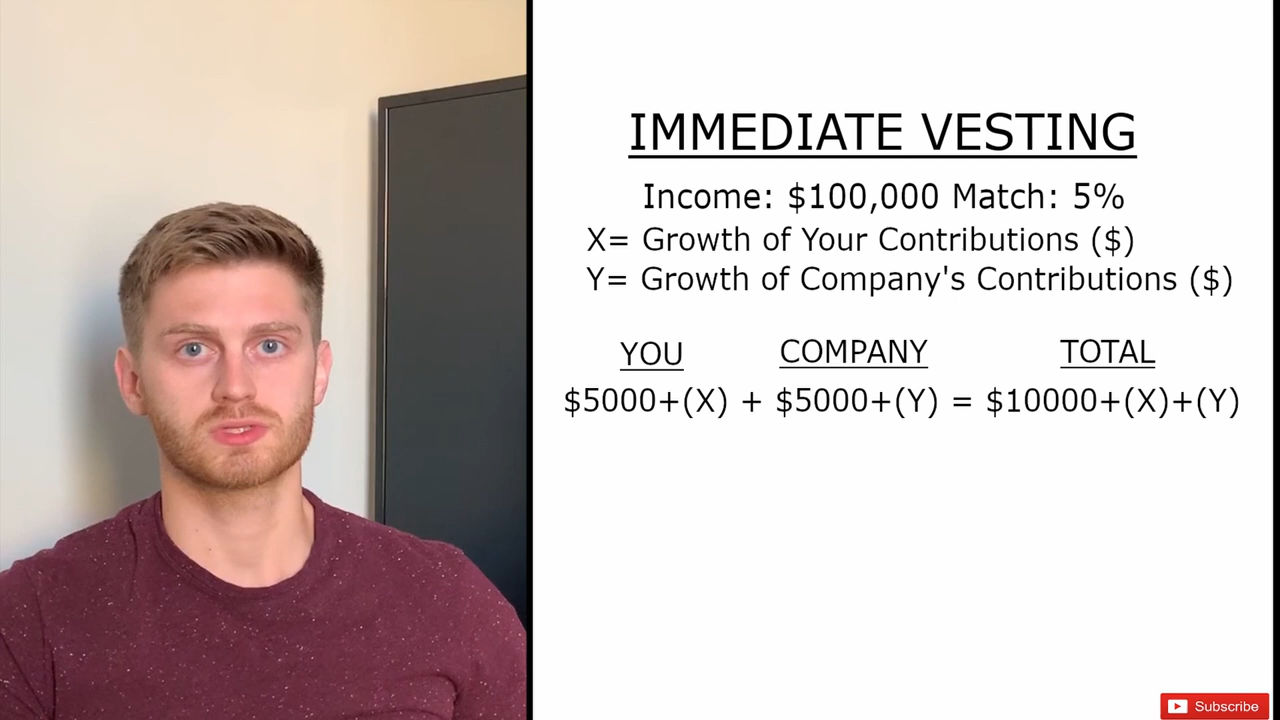 IMMEDIATE VESTING
Income: $100,000 Match: 5%
X= Growth of Your Contributions ($)
Y= Growth of Company's Contributions ($)
YOU COMPANY TOTAL
$5000+(X) + $5000+(Y) = $10000+(X)+(Y)
Subscribe